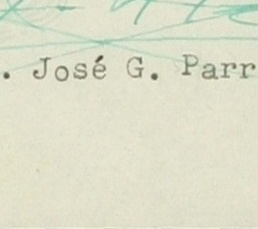 . José G. Parr